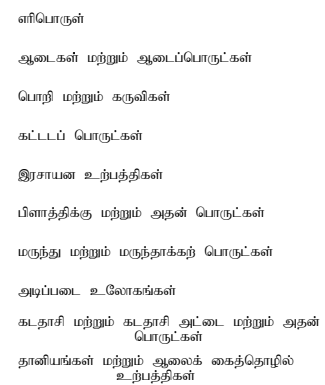 எரிபொருள்
ஆடைகள் மற்றும் ஆடைப்பொருட்கள்
பொறி மற்றும் கருவிகள்
கட்டடப் பொருட்கள்
இரசாயன உற்பத்திகள்
பிளாத்திக்கு மற்றும் அதன் பொருட்கள்
மருந்து மற்றும் மருந்தாக்கற் பொருட்கள்
அடிப்படை உலோகங்கள்
கடதாசி மற்றும் கடதாசி அட்டை மற்றும் அதன்
பொருட்கள்
தானியங்கள் மற்றும் ஆலைக் கைத்தொழில்
உற்பத்திகள்